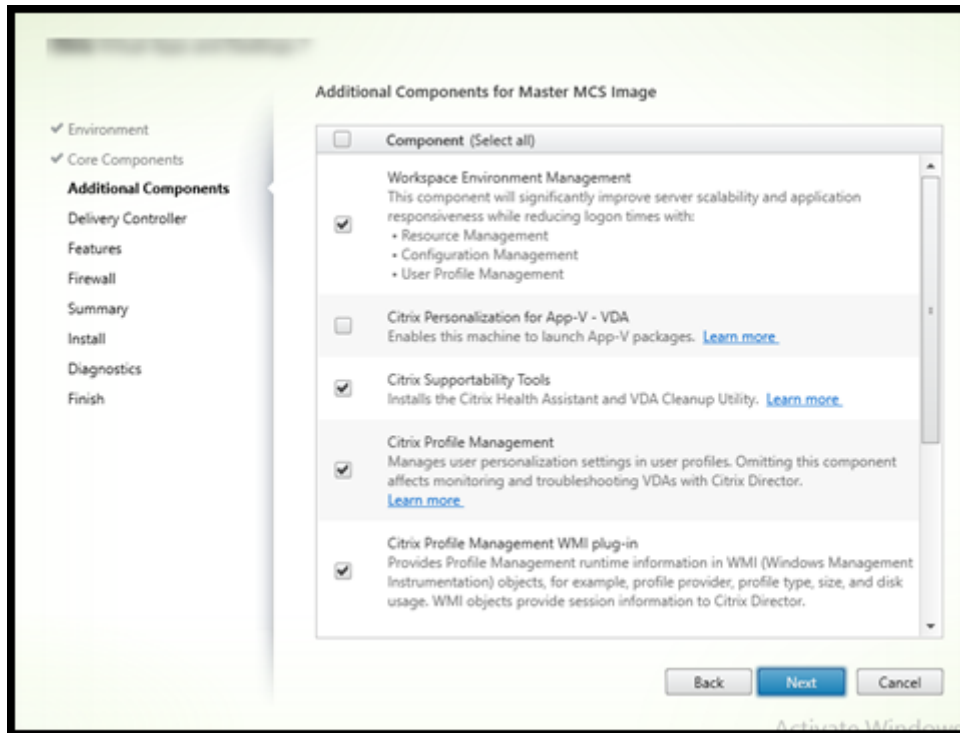 Additional Components for Master MCS Image
✔ Environment
✔ Core Components
Additional Components
Delivery Controller
Features
Firewall
Summary
Install
Diagnostics
Finish
Component (Select all)
Workspace Environment Management
This component will significantly improve server scalability and application
responsiveness while reducing logon times with:
• Resource Management
• Configuration Management
• User Profile Management
Citrix Personalization for App-V - VDA
Enables this machine to launch App-V packages. Learn more
Citrix Supportability Tools
Installs the Citrix Health Assistant and VDA Cleanup Utility. Learn more
Citrix Profile Management
Manages user personalization settings in user profiles. Omitting this component
affects monitoring and troubleshooting VDAs with Citrix Director.
Learn more
Citrix Profile Management WMI plug-in
Provides Profile Management runtime information in WMI (Windows Management
Instrumentation) objects, for example, profile provider, profile type, size, and disk
usage. WMI objects provide session information to Citrix Director.
Back Next Cancel
Activate Windows